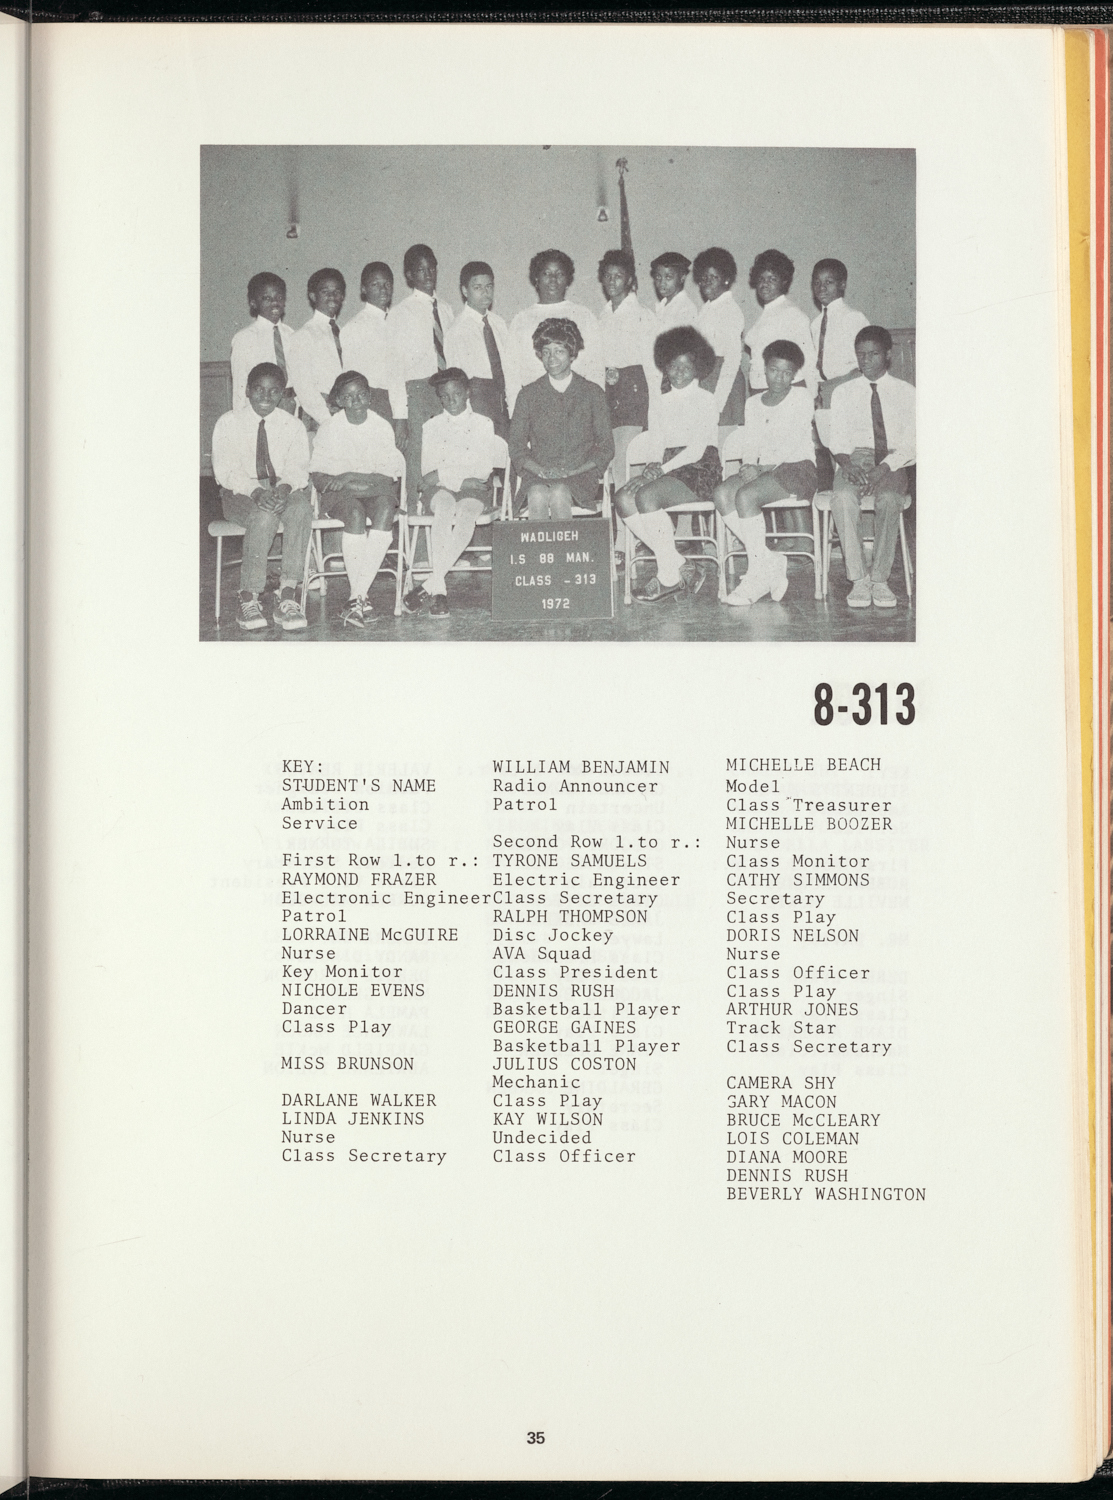 WADLIGEH
I.S 88 MAN.
CLASS - 313
1972
8-313
KEY:
STUDENT'S NAME
Ambition
Service
First Row l.to r.:
RAYMOND FRAZER
Electronic Engineer
Patrol
LORRAINE McGUIRE
Nurse
Key Monitor
NICHOLE EVENS
Dancer
Class Play
MISS BRUNSON
DARLANE WALKER
LINDA JENKINS
Nurse
Class Secretary
WILLIAM BENJAMIN
Radio Announcer
Patrol
Second Row l.to r.:
TYRONE SAMUELS
Electric Engineer
Class Secretary
RALPH THOMPSON
Disc Jockey
AVA Squad
Class President
DENNIS RUSH
Basketball Player
GEORGE GAINES
Basketball Player
JULIUS COSTON
Mechanic
Class Play
KAY WILSON
Undecided
Class Officer
MICHELLE BEACH
Model
Class Treasurer
MICHELLE BOOZER
Nurse
Class Monitor
CATHY SIMMONS
Secretary
Class Play
DORIS NELSON
Nurse
Class Officer
Class Play
ARTHUR JONES
Track Star
Class Secretary
CAMERA SHY
GARY MACON
BRUCE McCLEARY
LOIS COLEMAN
DIANA MOORE
DENNIS RUSH
BEVERLY WASHINGTON
35